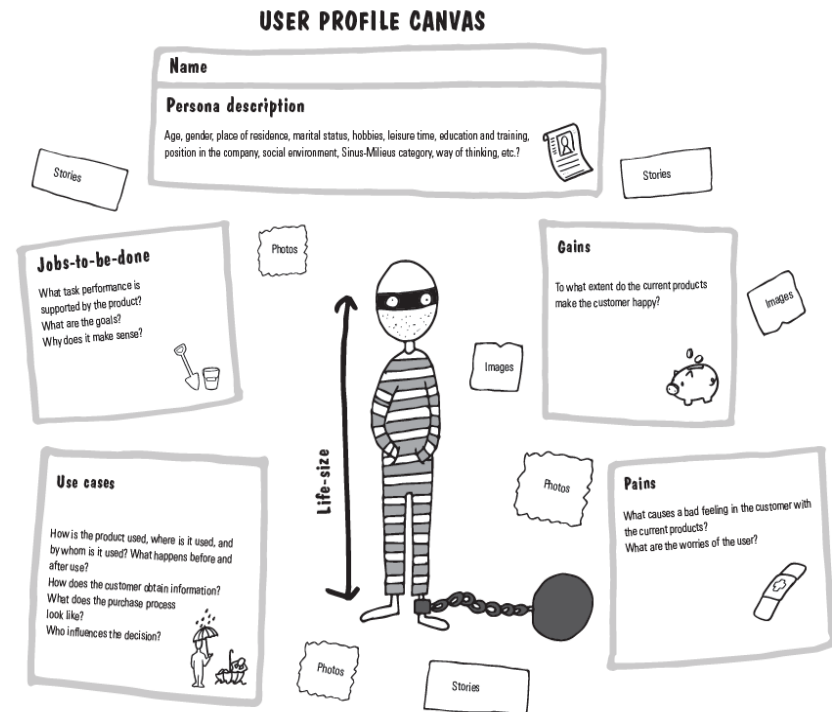 USER PROFILE CANVAS
Name
Persona description
Age, gender, place of residence, marital status, hobbies, leisure time, education and training,
position in the company, social environment, Sinus-Milieus category, way of thinking, etc.?
Stories
Stories
Photos
Jobs-to-be-done
What task performance is
supported by the product?
What are the goals?
Why does it make sense?
Gains
To what extent do the current products
make the customer happy?
Images
Images
Life-size
Use cases
How is the product used, where is it used, and
by whom is it used? What happens before and
after use?
How does the customer obtain information?
What does the purchase process
look like?
Who influences the decision?
Photos
Pains
What causes a bad feeling in the customer with
the current products?
What are the worries of the user?
Photos
Stories